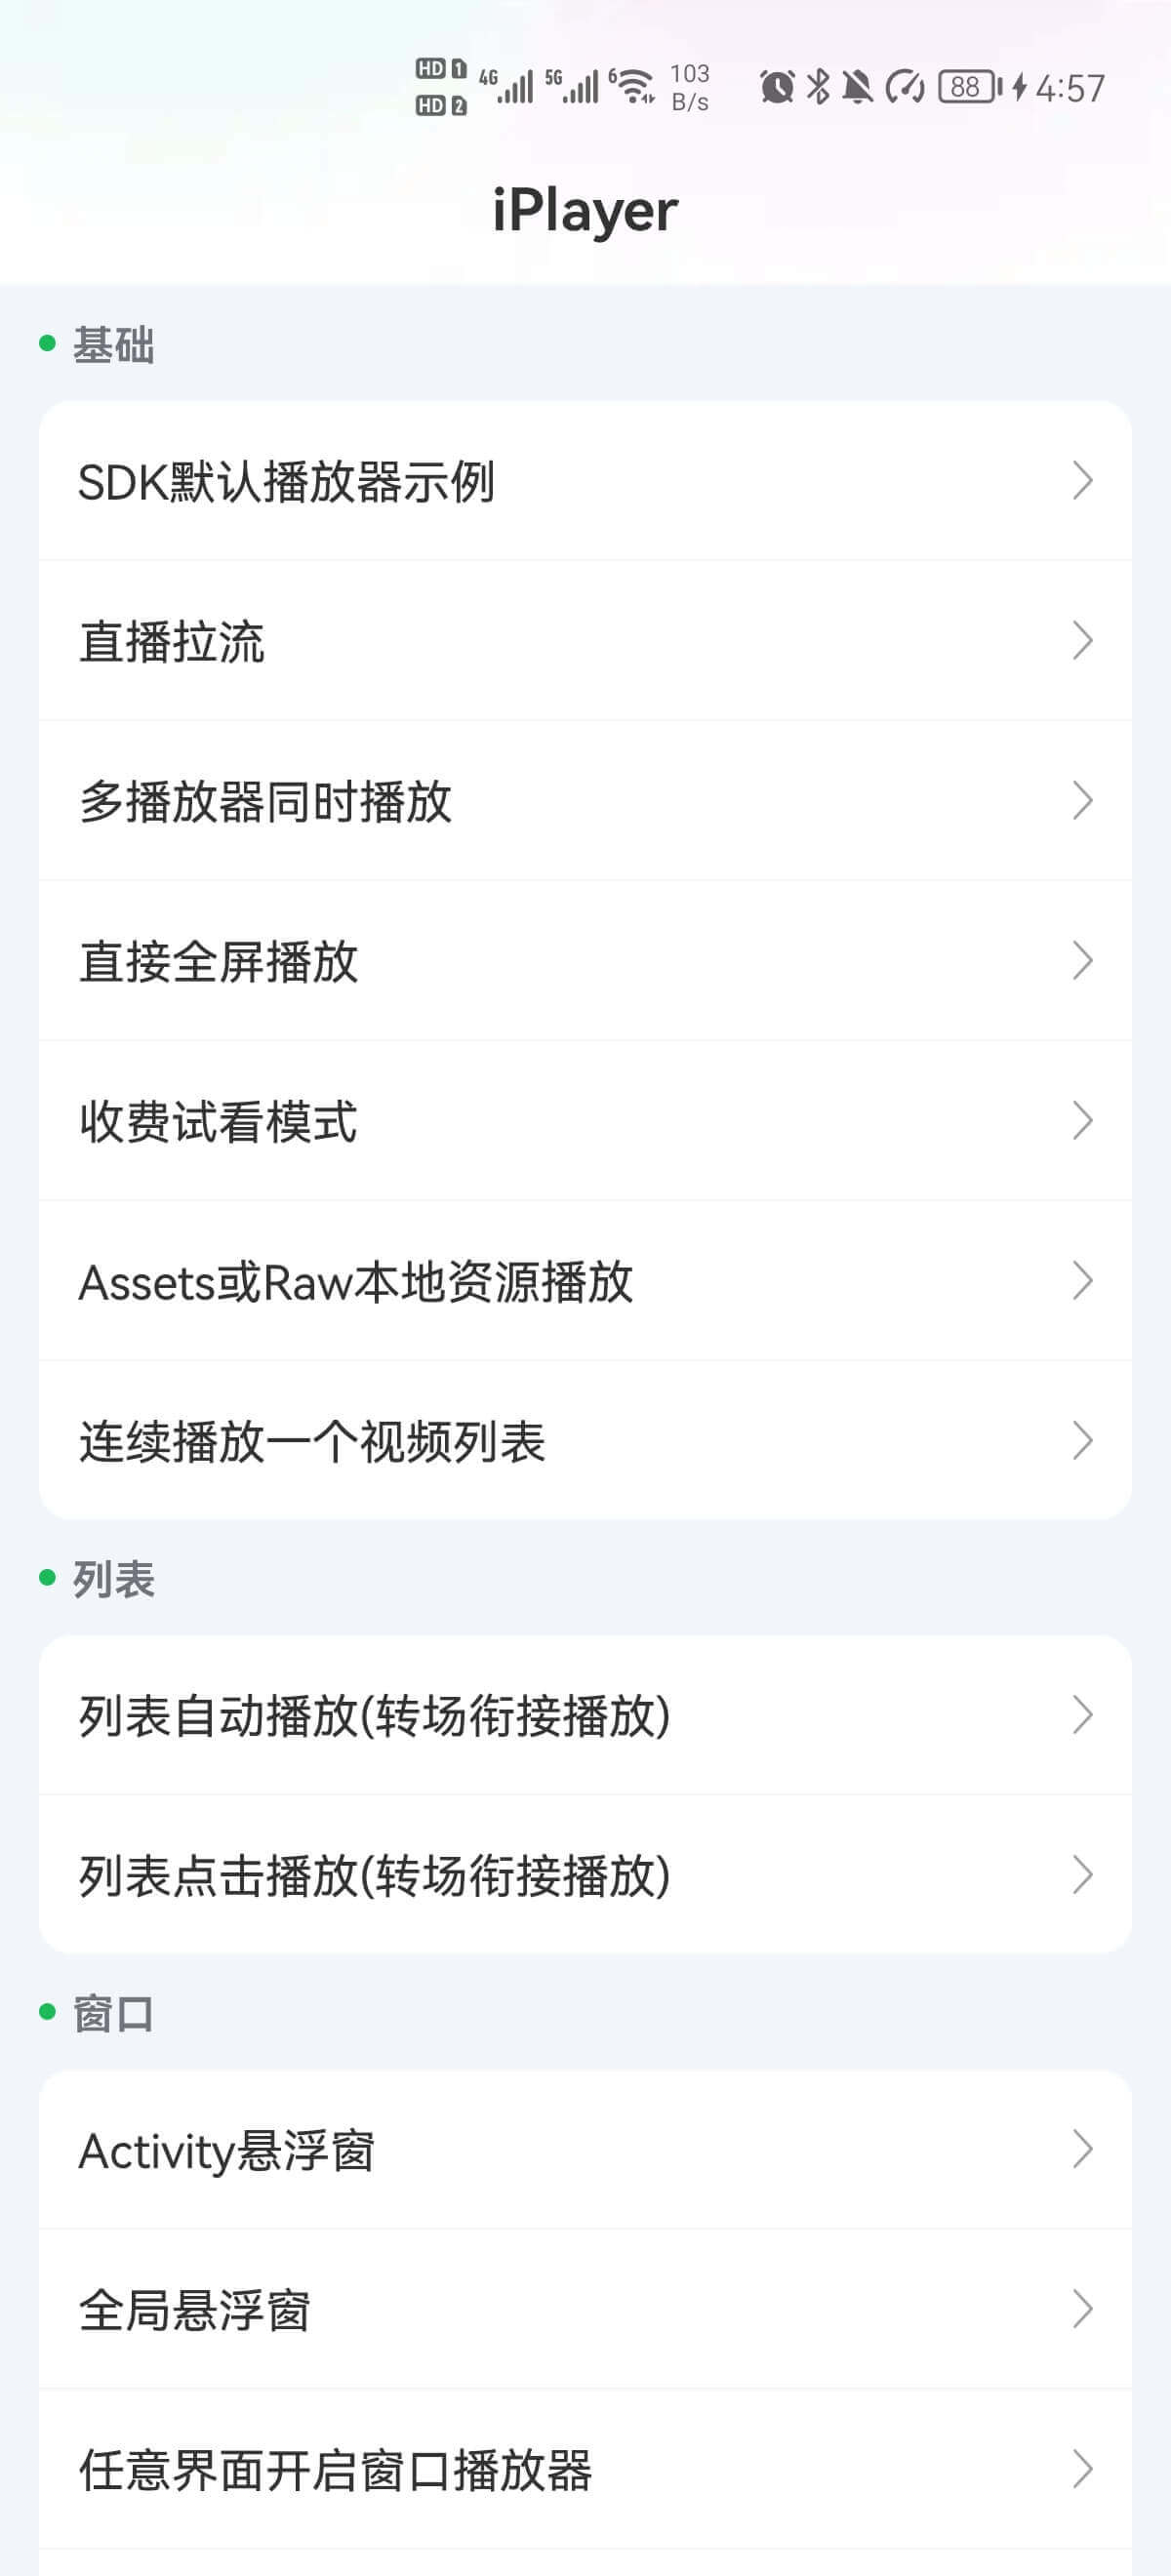 HD 1 4G 5G 6 103 88 4:57
HD 2 B/s
iPlayer
基础
SDK默认播放器示例
直播拉流
多播放器同时播放
直接全屏播放
收费试看模式
Assets或Raw本地资源播放
连续播放一个视频列表
列表
列表自动播放(转场衔接播放)
列表点击播放(转场衔接播放)
窗口
Activity悬浮窗
全局悬浮窗
任意界面开启窗口播放器